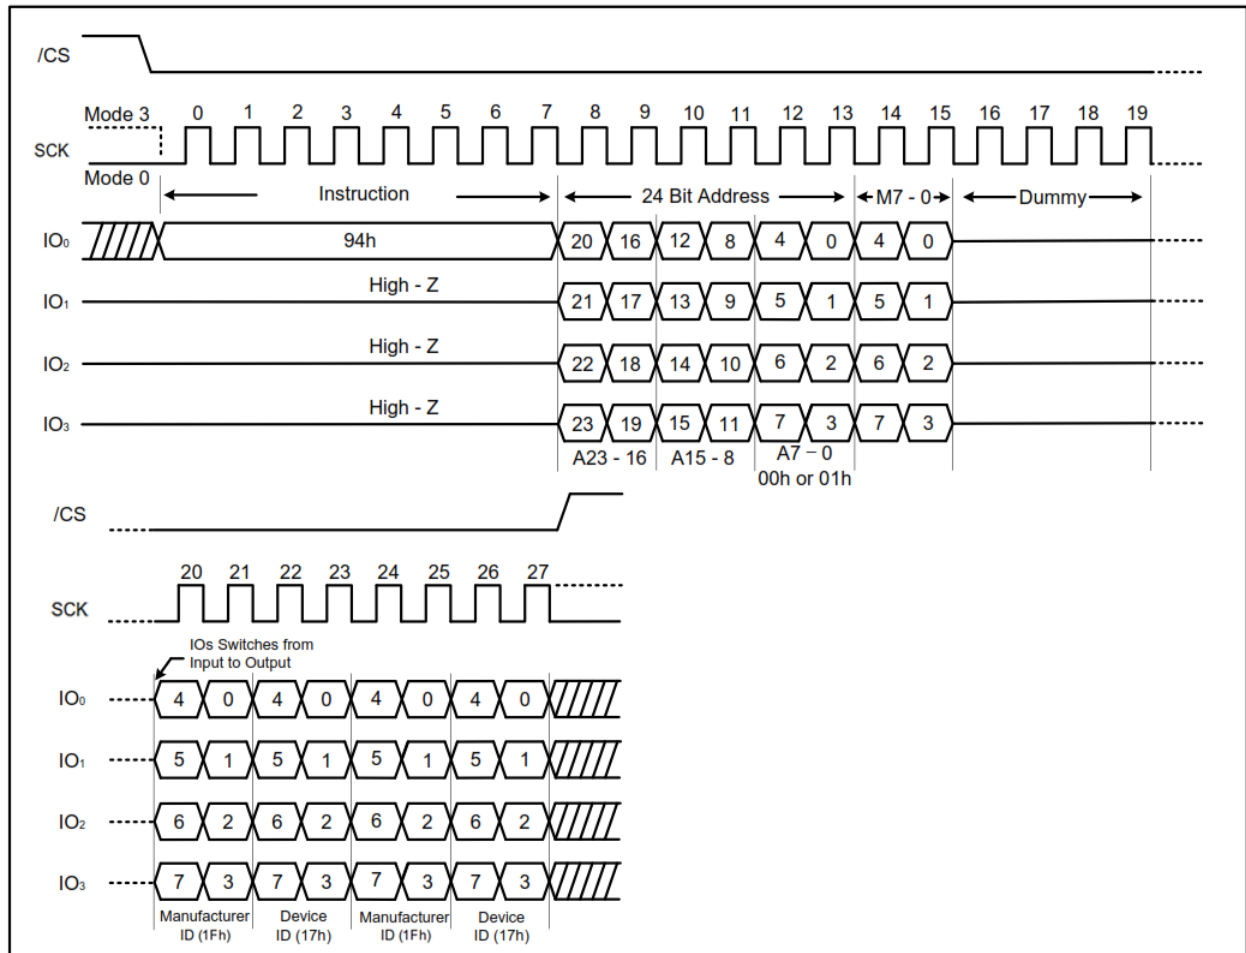 /CS
Mode 3 0 1 2 3 4 5 6 7 8 9 10 11 12 13 14 15 16 17 18 19
SCK
Mode 0
Instruction 24 Bit Address M7 - 0 Dummy
IO0 94h 20 16 12 8 4 0 4 0
High - Z
IO1 21 17 13 9 5 1 5 1
High - Z
IO2 22 18 14 10 6 2 6 2
High - Z
IO3 23 19 15 11 7 3 7 3
A23 - 16 A15 - 8 A7 – 0
00h or 01h
/CS
20 21 22 23 24 25 26 27
SCK
IOs Switches from
Input to Output
IO0 4 0 4 0 4 0 4 0
IO1 5 1 5 1 5 1 5 1
IO2 6 2 6 2 6 2 6 2
IO3 7 3 7 3 7 3 7 3
Manufacturer Device Manufacturer Device
ID (1Fh) ID (17h) ID (1Fh) ID (17h)